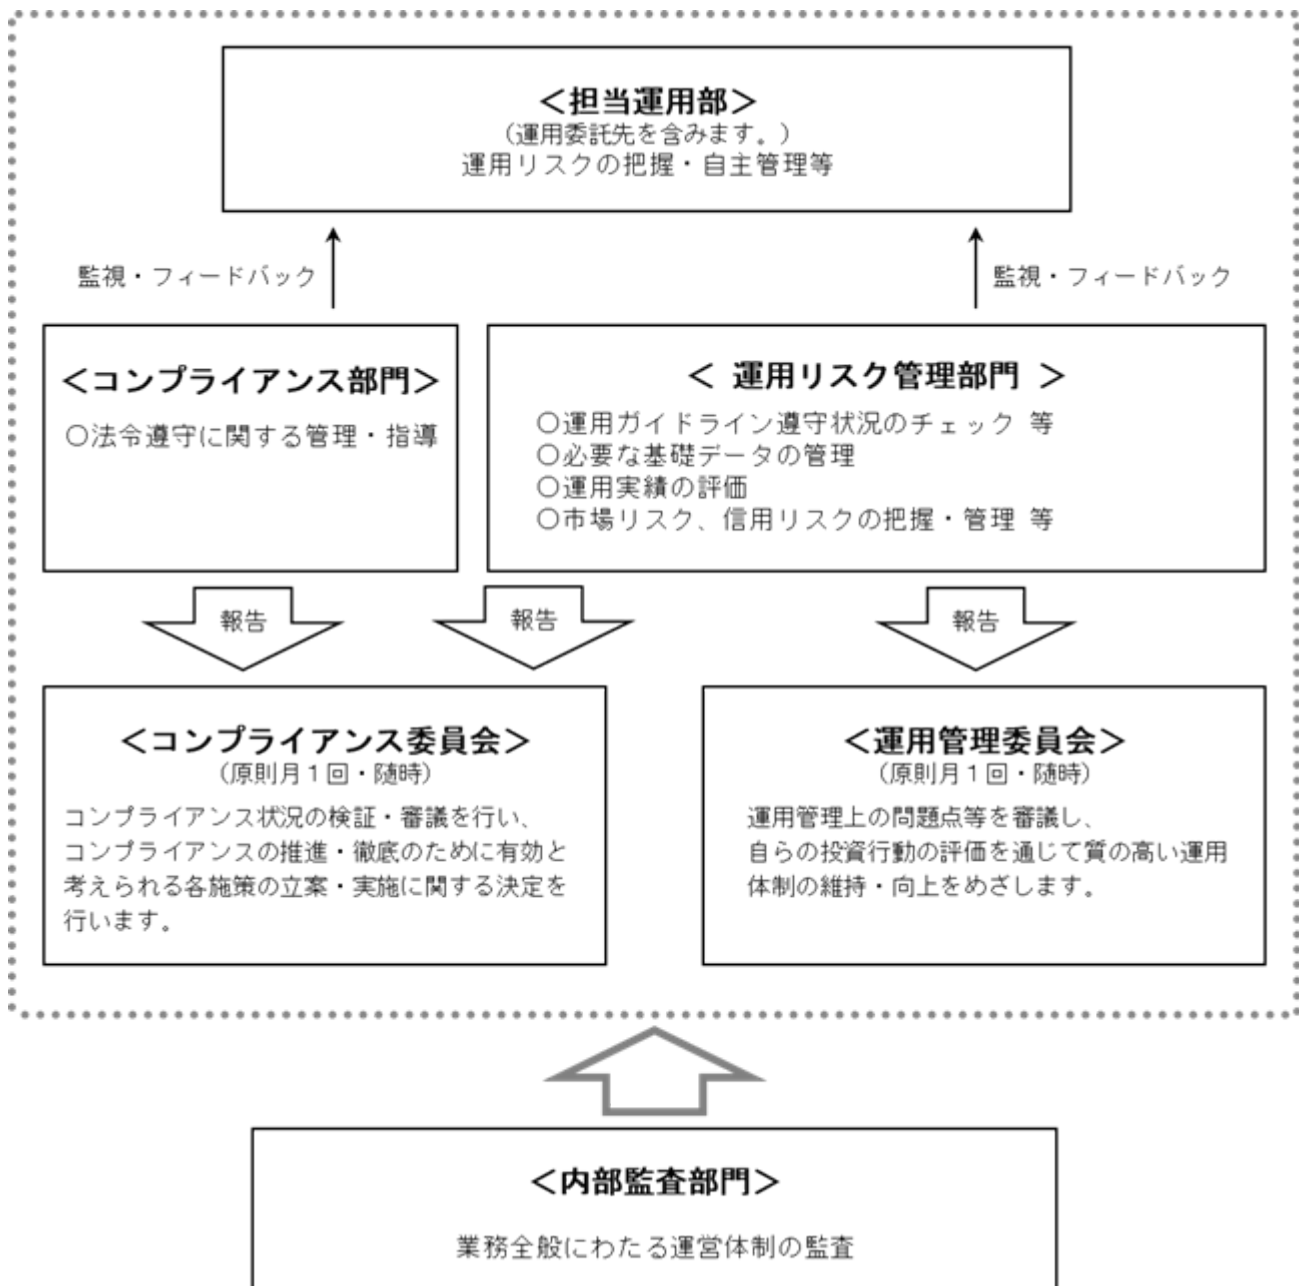 ＜担当運用部＞
（運用委託先を含みます。）
運用リスクの把握・自主管理等
監視・フィードバック
監視・フィードバック
＜コンプライアンス部門＞
○法令遵守に関する管理・指導
＜ 運用リスク管理部門 ＞
○運用ガイドライン遵守状況のチェック 等
○必要な基礎データの管理
○運用実績の評価
○市場リスク、信用リスクの把握・管理 等
報告
報告
報告
＜コンプライアンス委員会＞
（原則月１回・随時）
コンプライアンス状況の検証・審議を行い、
コンプライアンスの推進・徹底のために有効と
考えられる各施策の立案・実施に関する決定を
行います。
＜運用管理委員会＞
（原則月１回・随時）
運用管理上の問題点等を審議し、
自らの投資行動の評価を通じて質の高い運用
体制の維持・向上をめざします。
＜内部監査部門＞
業務全般にわたる運営体制の監査